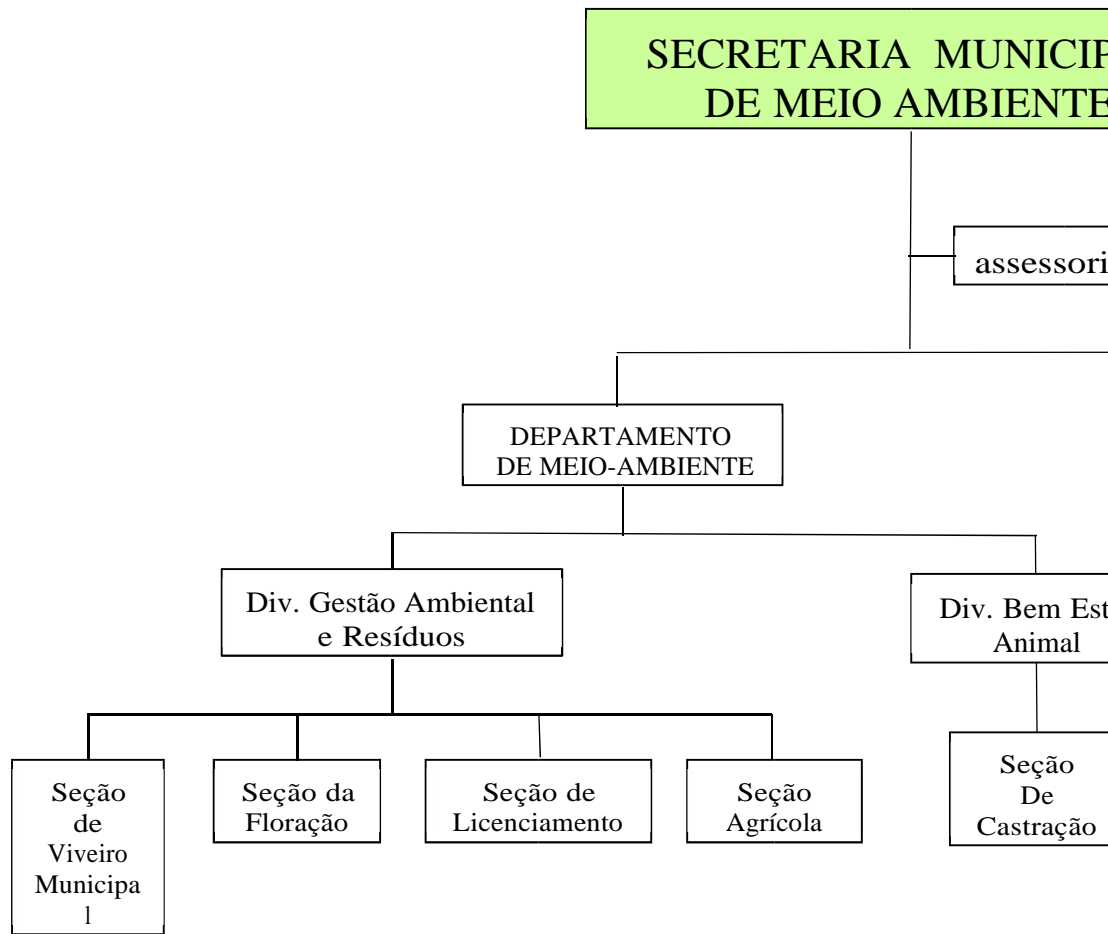 SECRETARIA MUNICIP
DE MEIO AMBIENTE
assessori
DEPARTAMENTO
DE MEIO-AMBIENTE
Div. Gestão Ambiental
e Resíduos
Div. Bem Est
Animal
Seção
de
Viveiro
Municipa
l
Seção da
Floração
Seção de
Licenciamento
Seção
Agrícola
Seção
De
Castração